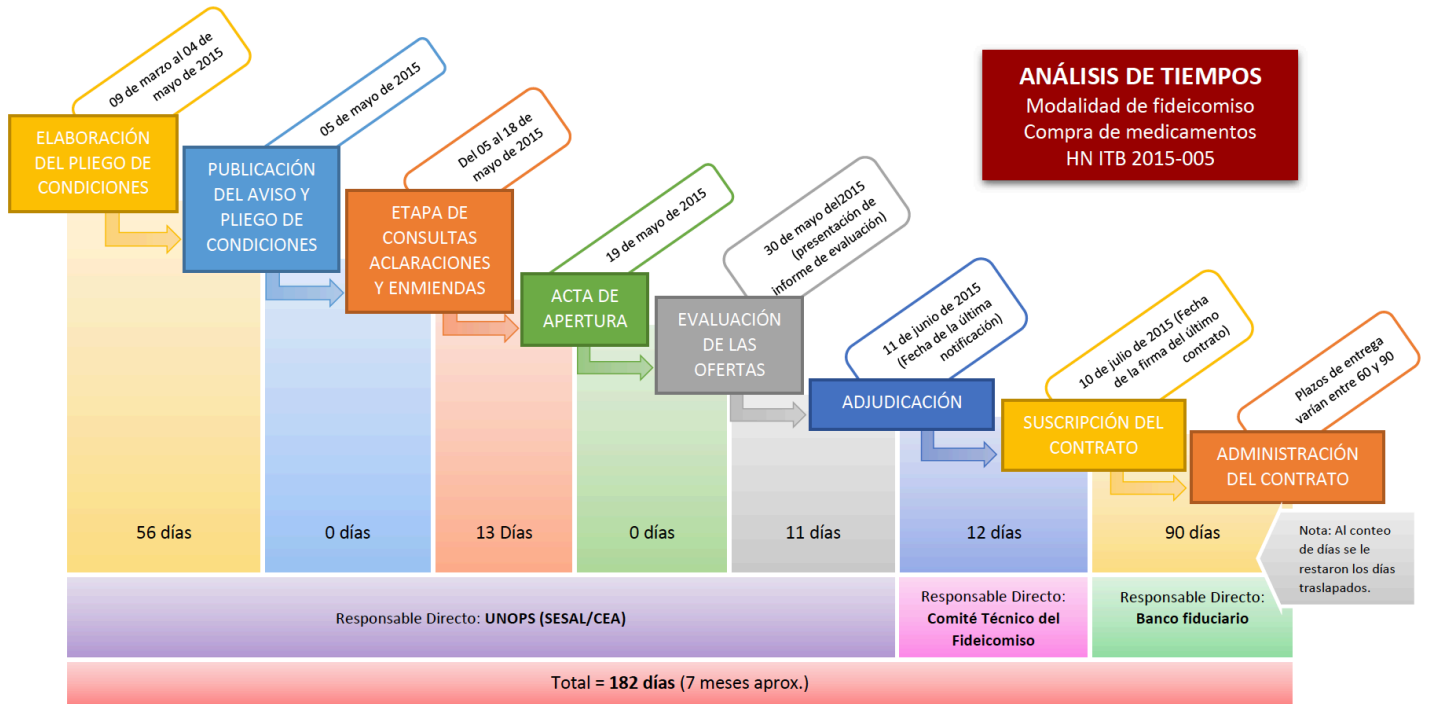 ANÁLISIS DE TIEMPOS
Modalidad de fideicomiso
Compra de medicamentos
HN ITB 2015-005
09 de marzo al 04 de
mayo de 2015
ELABORACIÓN
DEL PLIEGO DE
CONDICIONES
05 de mayo de 2015
PUBLICACIÓN
DEL AVISO Y
PLIEGO DE
CONDICIONES
Del 05 al 18 de
mayo de 2015
ETAPA DE
CONSULTAS
ACLARACIONES
Y ENMIENDAS
19 de mayo de 2015
ACTA DE
APERTURA
30 de mayo del2015
(presentación de
informe de evaluación)
EVALUACIÓN
DE LAS
OFERTAS
11 de junio de 2015
(Fecha de la última
notificación)
ADJUDICACIÓN
10 de julio de 2015 (Fecha
de la firma del último
contrato)
SUSCRIPCIÓN DEL
CONTRATO
Plazos de entrega
varían entre 60 y 90
ADMINISTRACIÓN
DEL CONTRATO
56 días
0 días
13 Días
0 días
11 días
12 días
90 días
Nota: Al conteo
de días se le
restaron los días
traslapados.
Responsable Directo: UNOPS (SESAL/CEA)
Responsable Directo:
Comité Técnico del
Fideicomiso
Responsable Directo:
Banco fiduciario
Total = 182 días (7 meses aprox.)